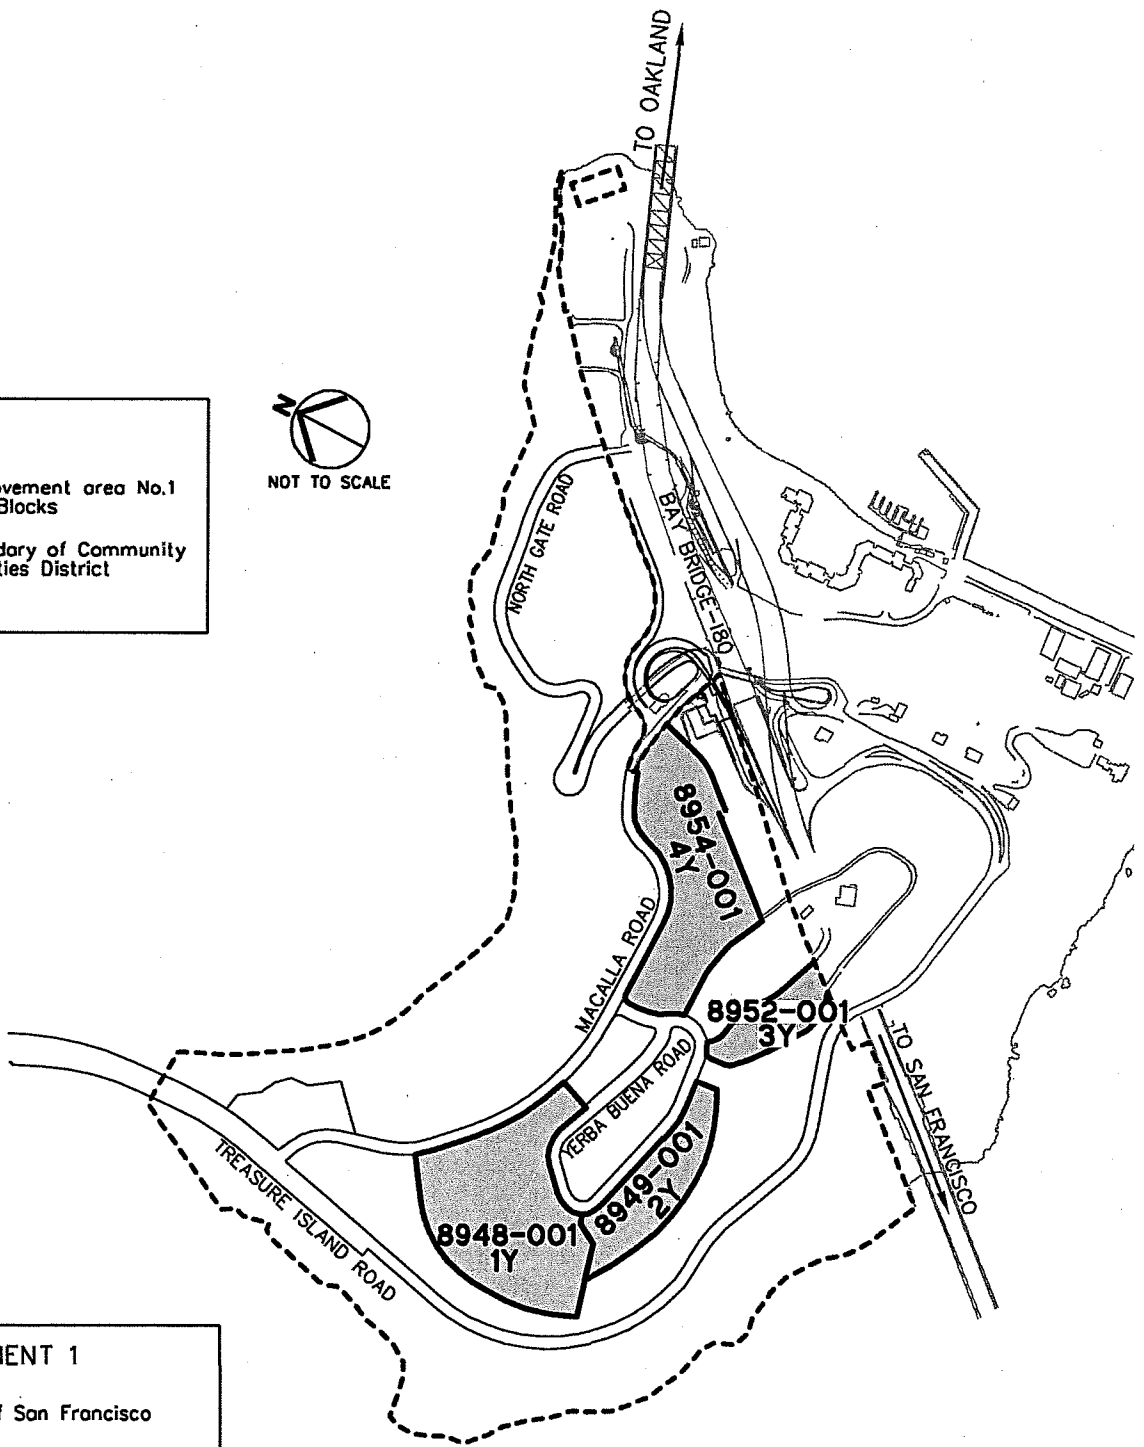 TO OAKLAND
N
NOT TO SCALE
ovement area No.1
Blocks
dary of Community
ties District
NORTH GATE ROAD
BAY BRIDGE-I80
8954-001
4Y
MACALLA ROAD
8952-001
3Y
YERBA BUENA ROAD
TO SAN FRANCISCO
8949-001
2Y
TREASURE ISLAND ROAD
8948-001
1Y
MENT 1
f San Francisco